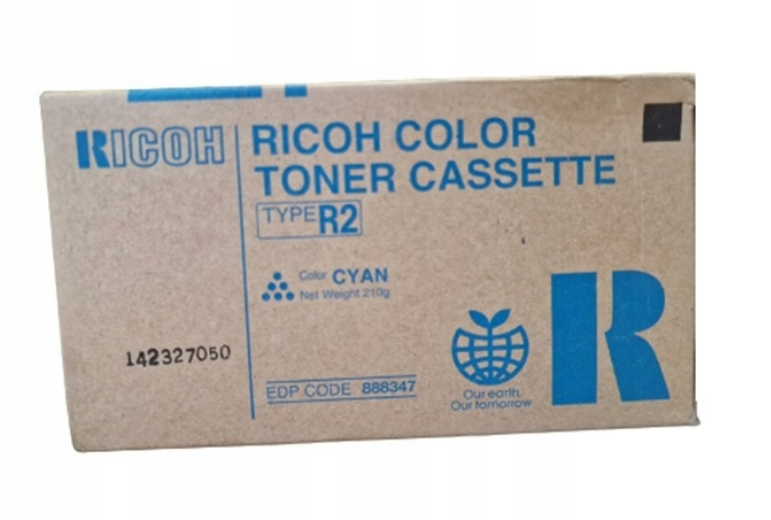 RICOH
RICOH COLOR
TONER CASSETTE
TYPE R2
Color CYAN
Net Weight 210g
142327050
EDP CODE 888347
Our earth,
Our tomorrow
R